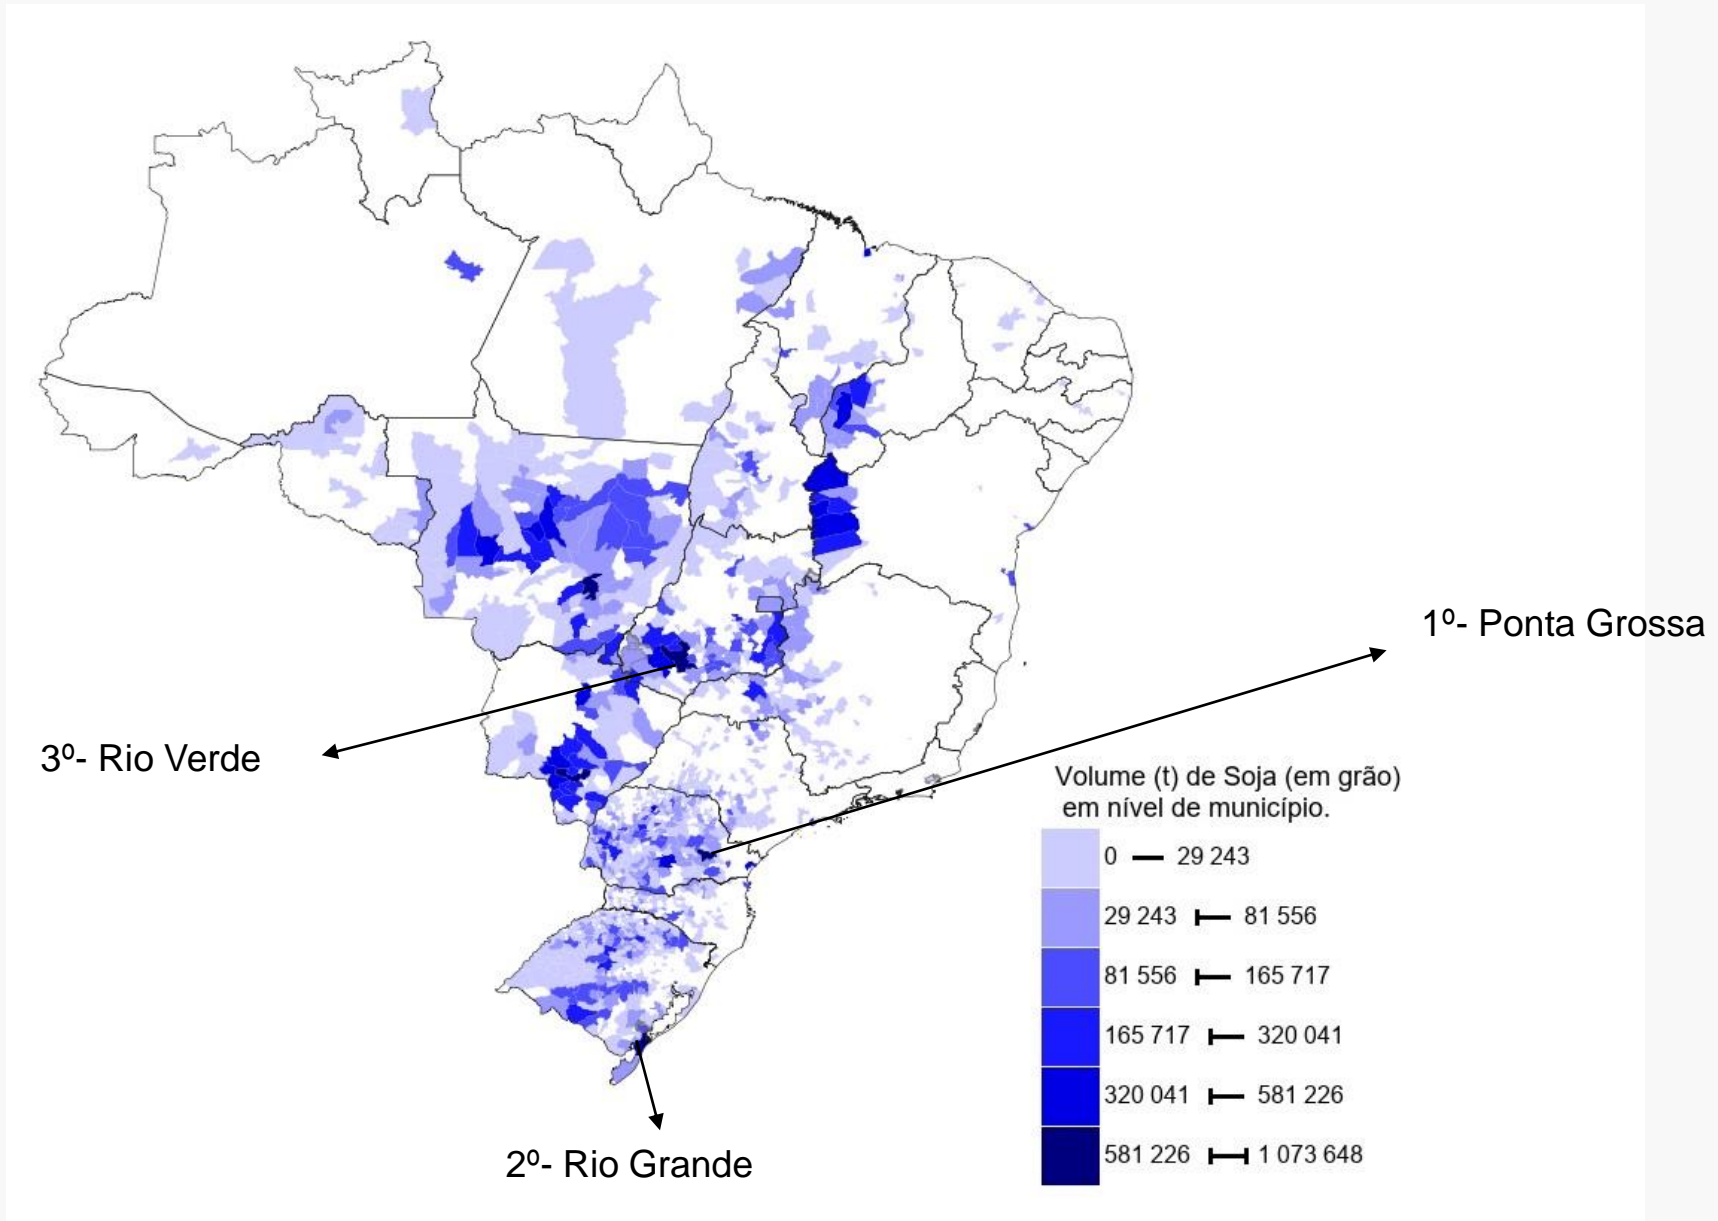 1º- Ponta Grossa
3º- Rio Verde
Volume (t) de Soja (em grão)
em nível de município.
0 29 243
29 243 81 556
81 556 165 717
165 717 320 041
320 041 581 226
581 226 1 073 648
2º- Rio Grande